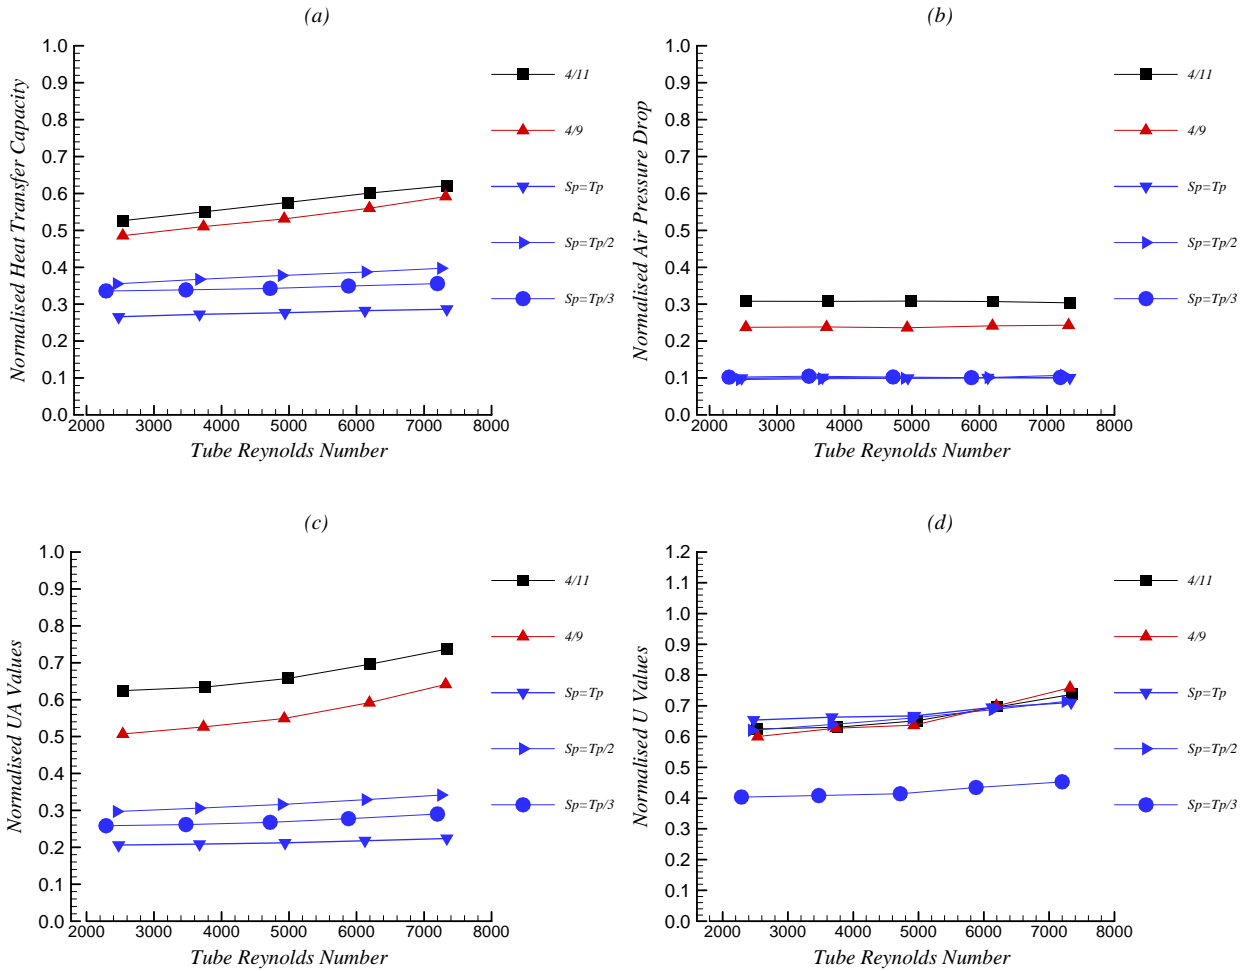 (a)
1.0
0.9
0.8
0.7
0.6
0.5
0.4
0.3
0.2
0.1
0.0
2000 3000 4000 5000 6000 7000 8000
Tube Reynolds Number
Normalised Heat Transfer Capacity
4/11
4/9
Sp=Tp
Sp=Tp/2
Sp=Tp/3
(b)
1.0
0.9
0.8
0.7
0.6
0.5
0.4
0.3
0.2
0.1
0.0
2000 3000 4000 5000 6000 7000 8000
Tube Reynolds Number
Normalised Air Pressure Drop
4/11
4/9
Sp=Tp
Sp=Tp/2
Sp=Tp/3
(c)
1.0
0.9
0.8
0.7
0.6
0.5
0.4
0.3
0.2
0.1
0.0
2000 3000 4000 5000 6000 7000 8000
Tube Reynolds Number
Normalised UA Values
4/11
4/9
Sp=Tp
Sp=Tp/2
Sp=Tp/3
(d)
1.2
1.1
1.0
0.9
0.8
0.7
0.6
0.5
0.4
0.3
0.2
0.1
0.0
2000 3000 4000 5000 6000 7000 8000
Tube Reynolds Number
Normalised U Values
4/11
4/9
Sp=Tp
Sp=Tp/2
Sp=Tp/3